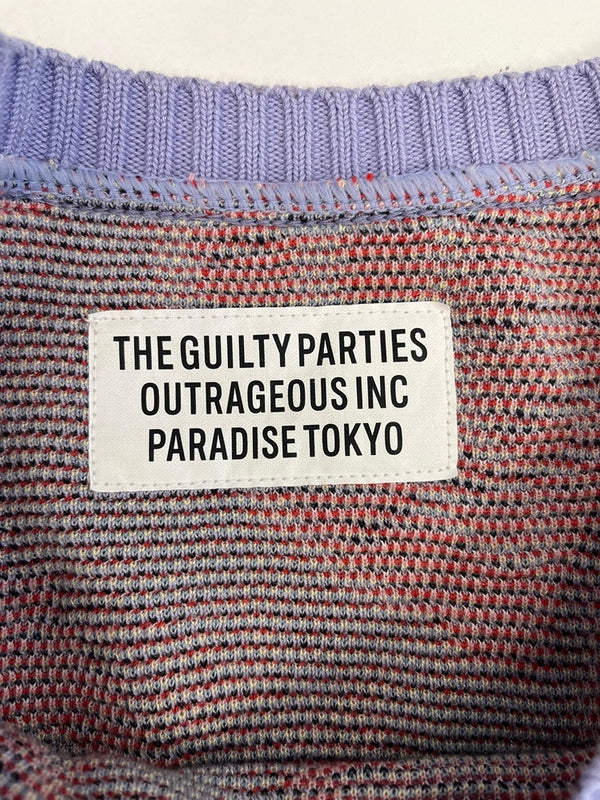 THE GUILTY PARTIES
OUTRAGEOUS INC
PARADISE TOKYO